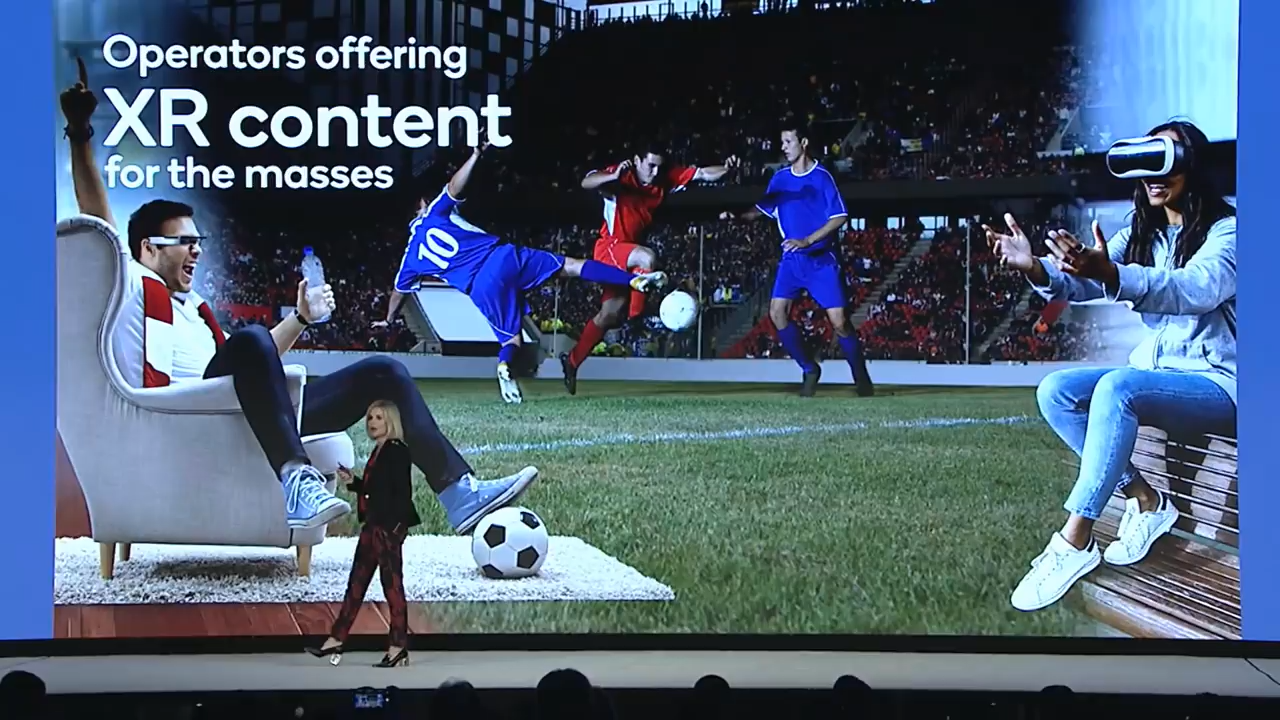 Operators offering
XR content
for the masses
10